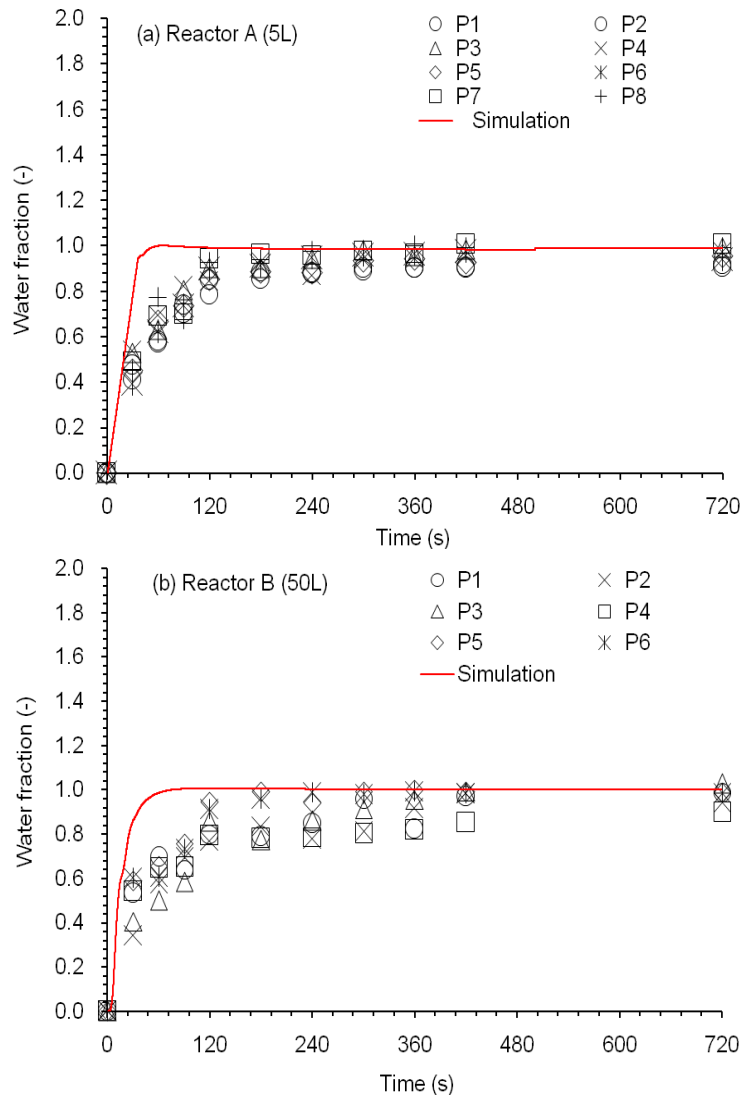 (a) Reactor A (5L)
P1 P2
P3 P4
P5 P6
P7 P8
Simulation
Water fraction (-)
2.0
1.8
1.6
1.4
1.2
1.0
0.8
0.6
0.4
0.2
0.0
0 120 240 360 480 600 720
Time (s)
(b) Reactor B (50L)
P1 P2
P3 P4
P5 P6
Simulation
Water fraction (-)
2.0
1.8
1.6
1.4
1.2
1.0
0.8
0.6
0.4
0.2
0.0
0 120 240 360 480 600 720
Time (s)